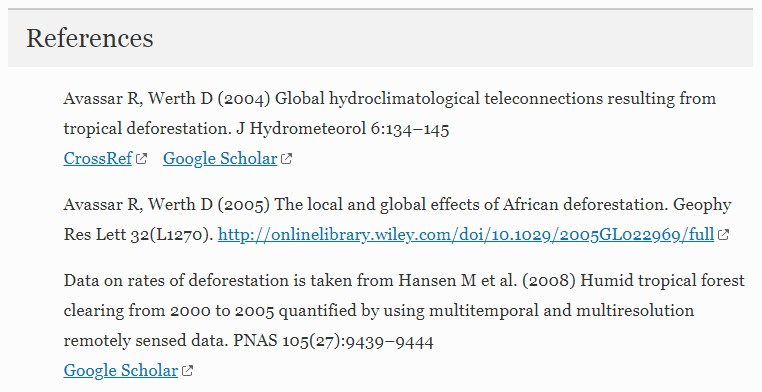 References
Avassar R, Werth D (2004) Global hydroclimatological teleconnections resulting from
tropical deforestation. J Hydrometeorol 6:134–145
CrossRef Google Scholar
Avassar R, Werth D (2005) The local and global effects of African deforestation. Geophy
Res Lett 32(L1270). http://onlinelibrary.wiley.com/doi/10.1029/2005GL022969/full
Data on rates of deforestation is taken from Hansen M et al. (2008) Humid tropical forest
clearing from 2000 to 2005 quantified by using multitemporal and multiresolution
remotely sensed data. PNAS 105(27):9439–9444
Google Scholar